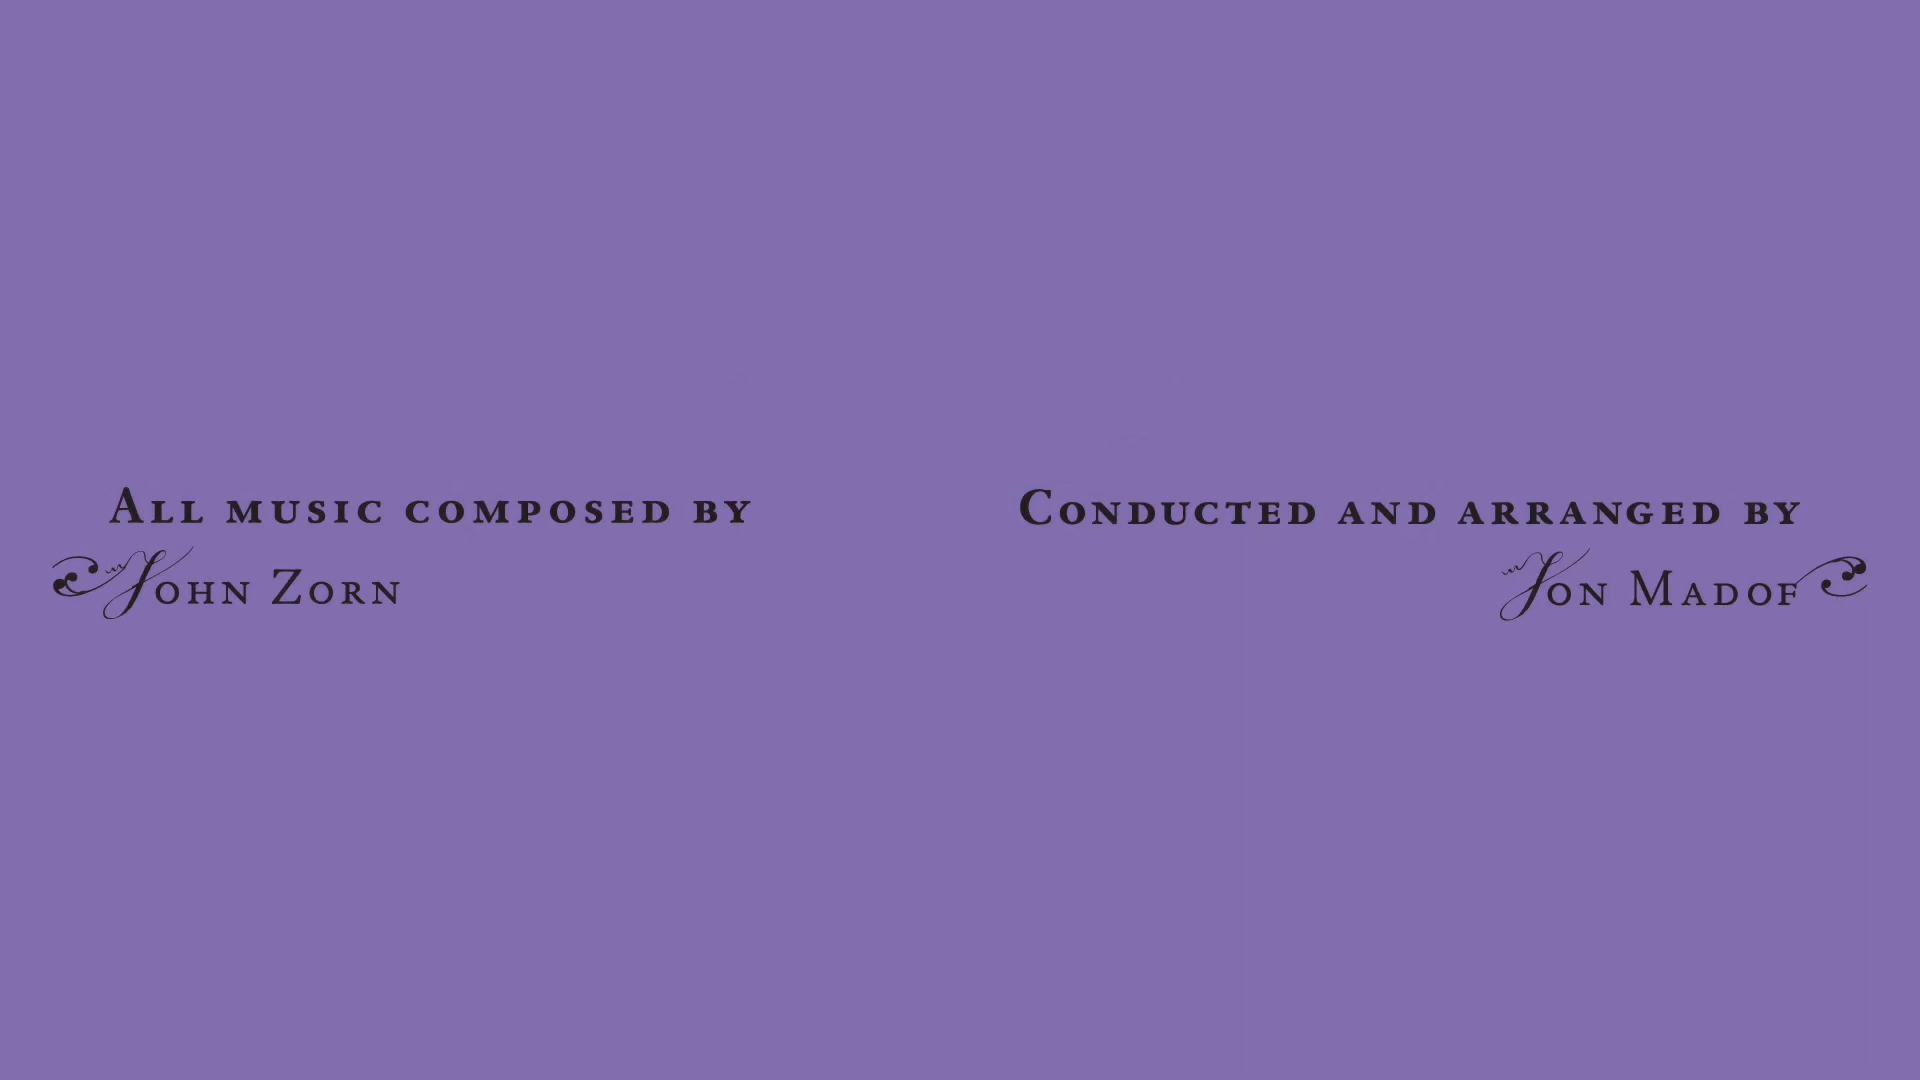 All music composed by
John Zorn
Conducted and arranged by
Jon Madof